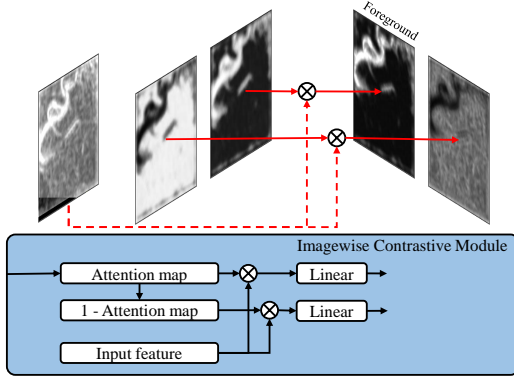 Foreground
Imagewise Contrastive Module
Attention map
Linear
1 - Attention map
Linear
Input feature